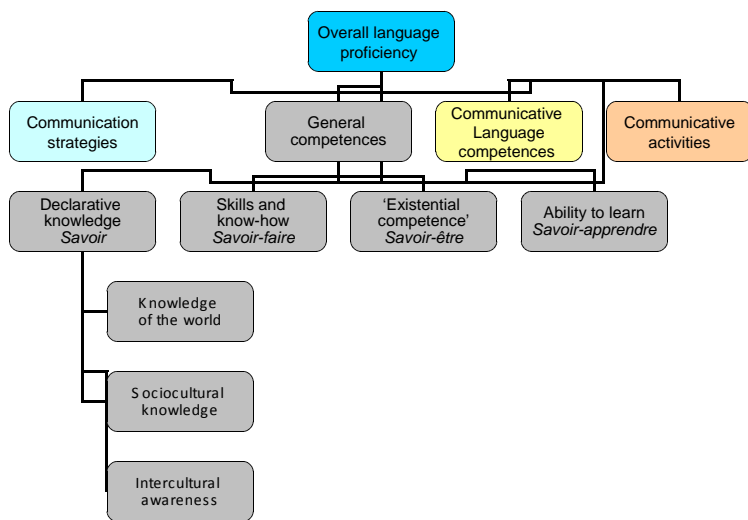 Overall language
proficiency
Communication
strategies
General
competences
Communicative
Language
competences
Communicative
activities
Declarative
knowledge
Savoir
Skills and
know-how
Savoir-faire
‘Existential
competence’
Savoir-être
Ability to learn
Savoir-apprendre
Knowledge
of the world
Sociocultural
knowledge
Intercultural
awareness